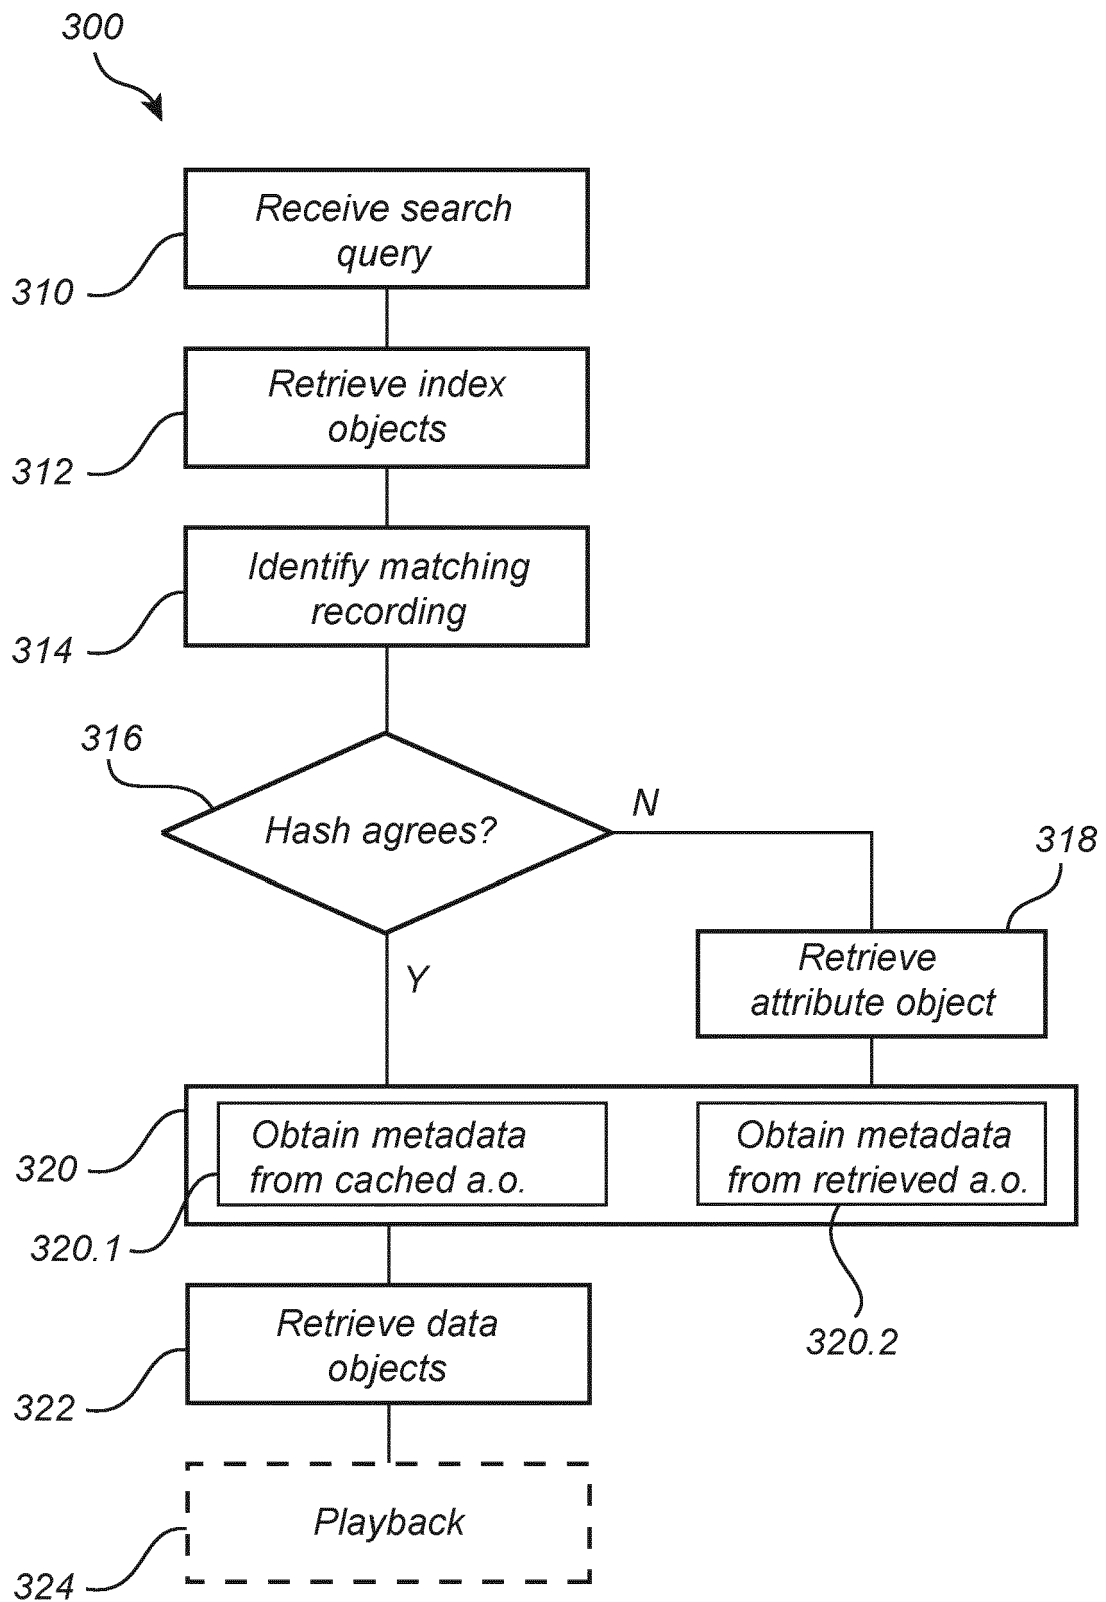 300
Receive search
query
310
Retrieve index
objects
312
Identify matching
recording
314
316
Hash agrees?
N
318
Retrieve
attribute object
Y
Obtain metadata
from cached a.o.
Obtain metadata
from retrieved a.o.
320
320.1
Retrieve data
objects
320.2
322
Playback
324